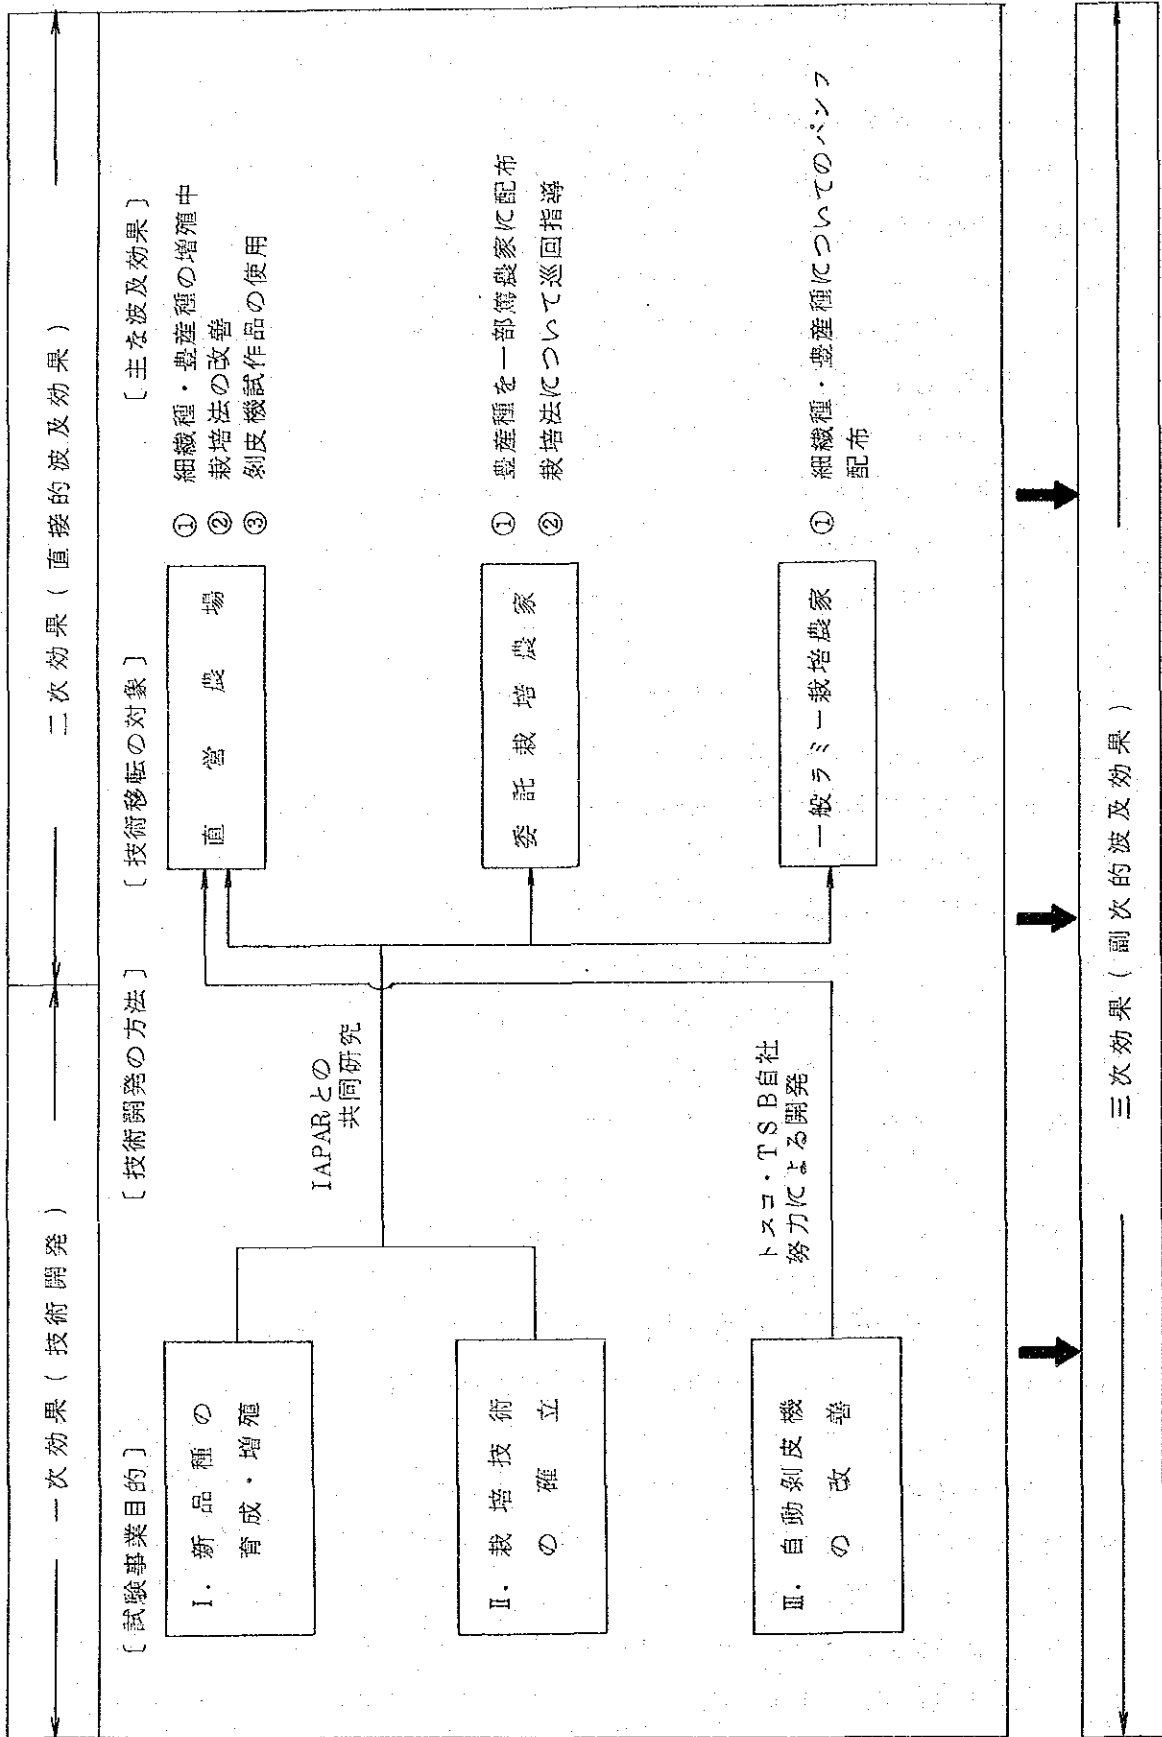 一次効果(技術開発)
二次効果(直接的波及効果)
〔試験事業目的〕
〔技術開発の方法〕
〔技術移転の対象〕
〔主な波及効果〕
Ⅰ. 新品種の
育成・増殖
IAPARとの
共同研究
直営農場
① 細繊種・豊産種の増殖中
② 栽培法の改善
③ 剝皮機試作品の使用
Ⅱ. 栽培技術
の確立
委託栽培農家
① 豊産種を一部篤農家に配布
② 栽培法について巡回指導
Ⅲ. 自動剝皮機
の改善
トスコ・TSB自社
努力による開発
一般ラミー栽培農家
① 細繊種・豊産種についてのパンフ
配布
三次効果(副次的波及効果)